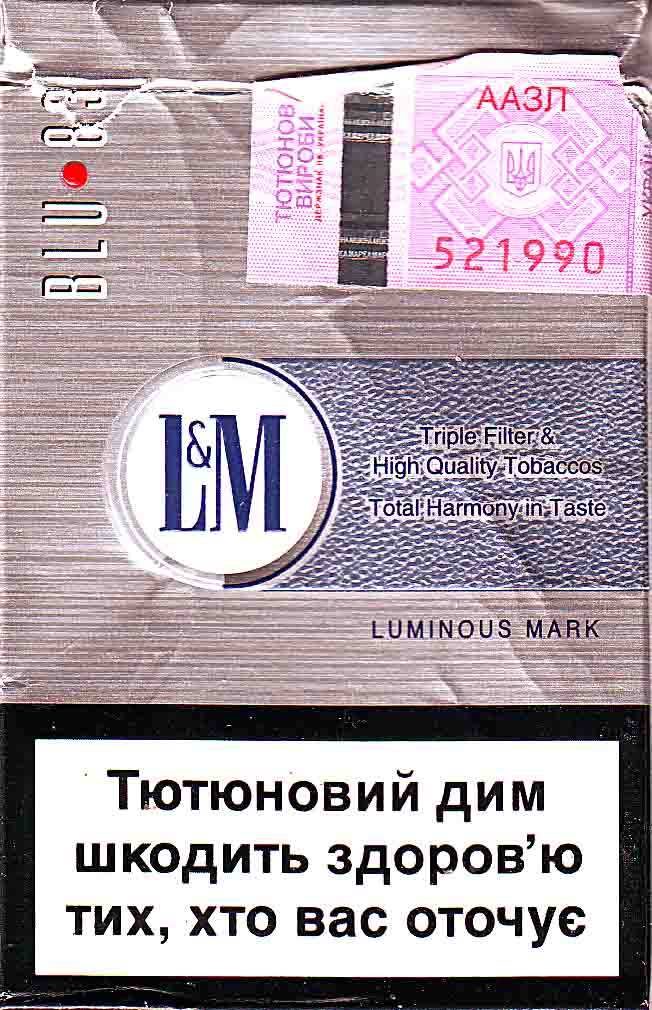 BLU 83
ТЮТЮНОВ
ВИРОБИ
ААЗЛ
521990
L&M
Triple Filter &
High Quality Tobaccos
Total Harmony in Taste
LUMINOUS MARK
Тютюновий дим
шкодить здоров'ю
тих, хто вас оточує